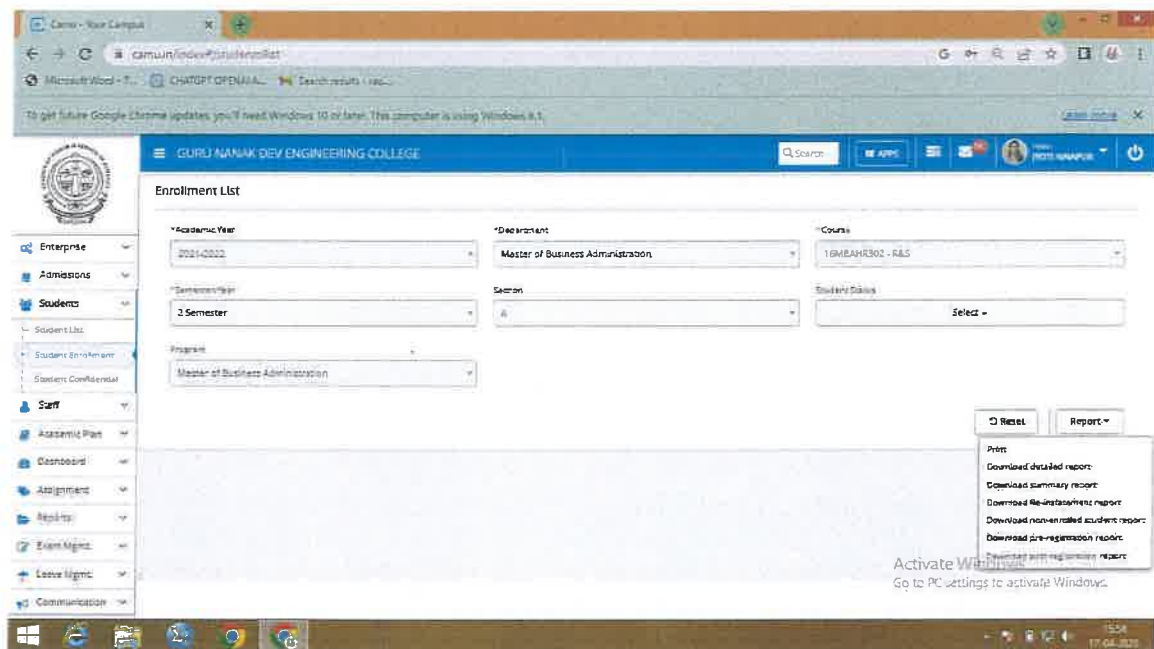 Camu - Your Campus
Microsoft Word - T...
CHATGPT OPENAI A...
Search results - 
To get future Google Chrome updates, you'll need Windows 10 or later. This computer is using Windows 8.1.
Learn more
GURU NANAK DEV ENGINEERING COLLEGE
Search
APPS
Enrollment List
*Academic Year
*Department
*Course
2021-2022
Master of Business Administration
16MBAHR302 - R&S
*Semester/Year
Section
Student Status
2 Semester
A
Select
Program
Master of Business Administration
Enterprise
Admissions
Students
Student List
Student Enrollment
Student Confidential
Staff
Academic Plan
Dashboard
Assignment
Reports
Exam Mgmt.
Leave Mgmt.
Communication
Reset
Report
Print
Download detailed report
Download summary report
Download Re-instatement report
Download non-enrolled student report
Download pre-registration report
report
Activate Windows
Go to PC settings to activate Windows.